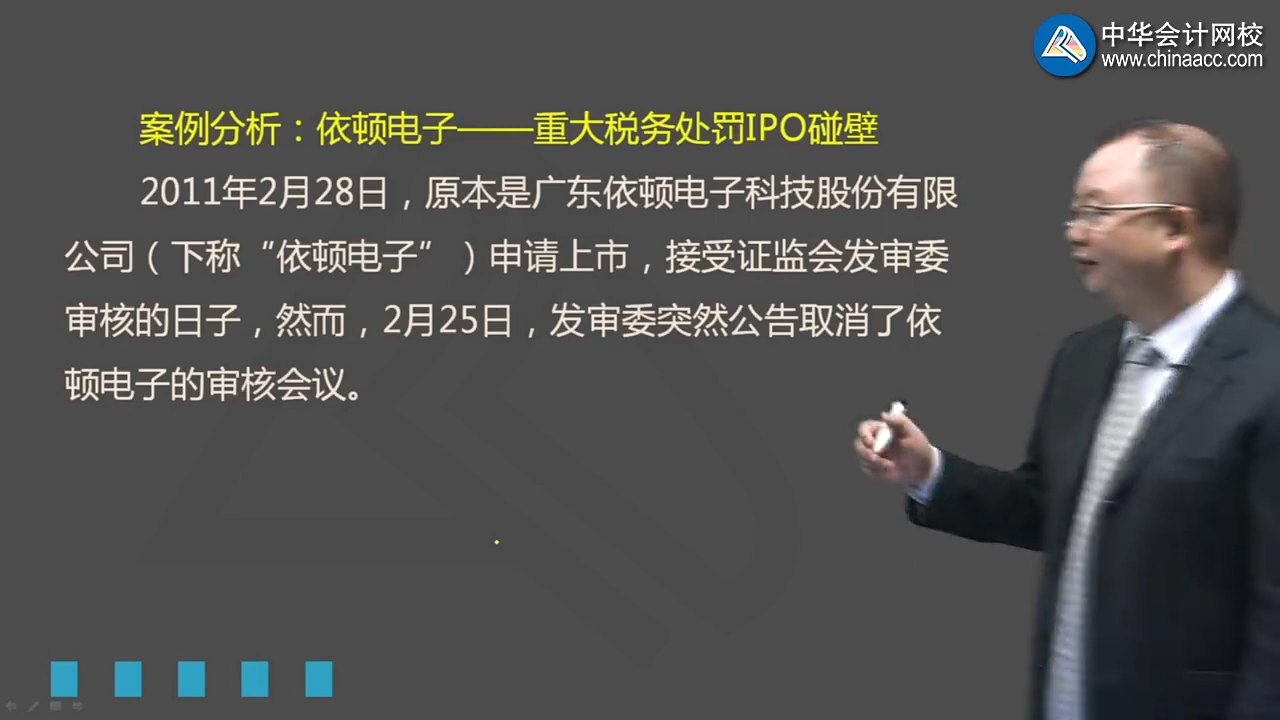 中华会计网校
www.chinaacc.com
案例分析：依顿电子——重大税务处罚IPO碰壁
2011年2月28日，原本是广东依顿电子科技股份有限
公司（下称“依顿电子”）申请上市，接受证监会发审委
审核的日子，然而，2月25日，发审委突然公告取消了依
顿电子的审核会议。